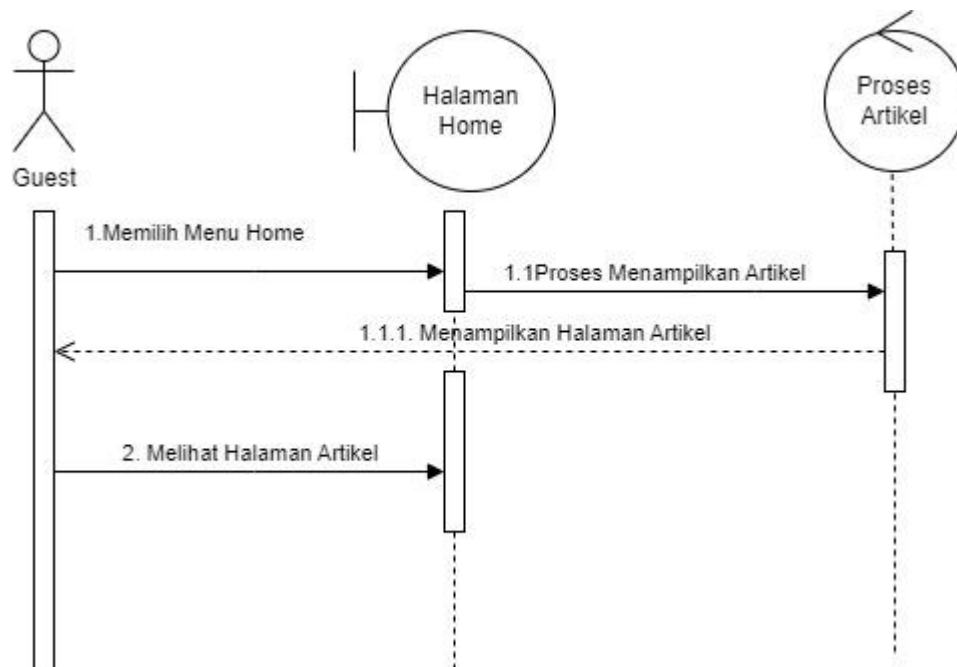 Halaman
Home
Proses
Artikel
Guest
1.Memilih Menu Home
1.1Proses Menampilkan Artikel
1.1.1. Menampilkan Halaman Artikel
2. Melihat Halaman Artikel